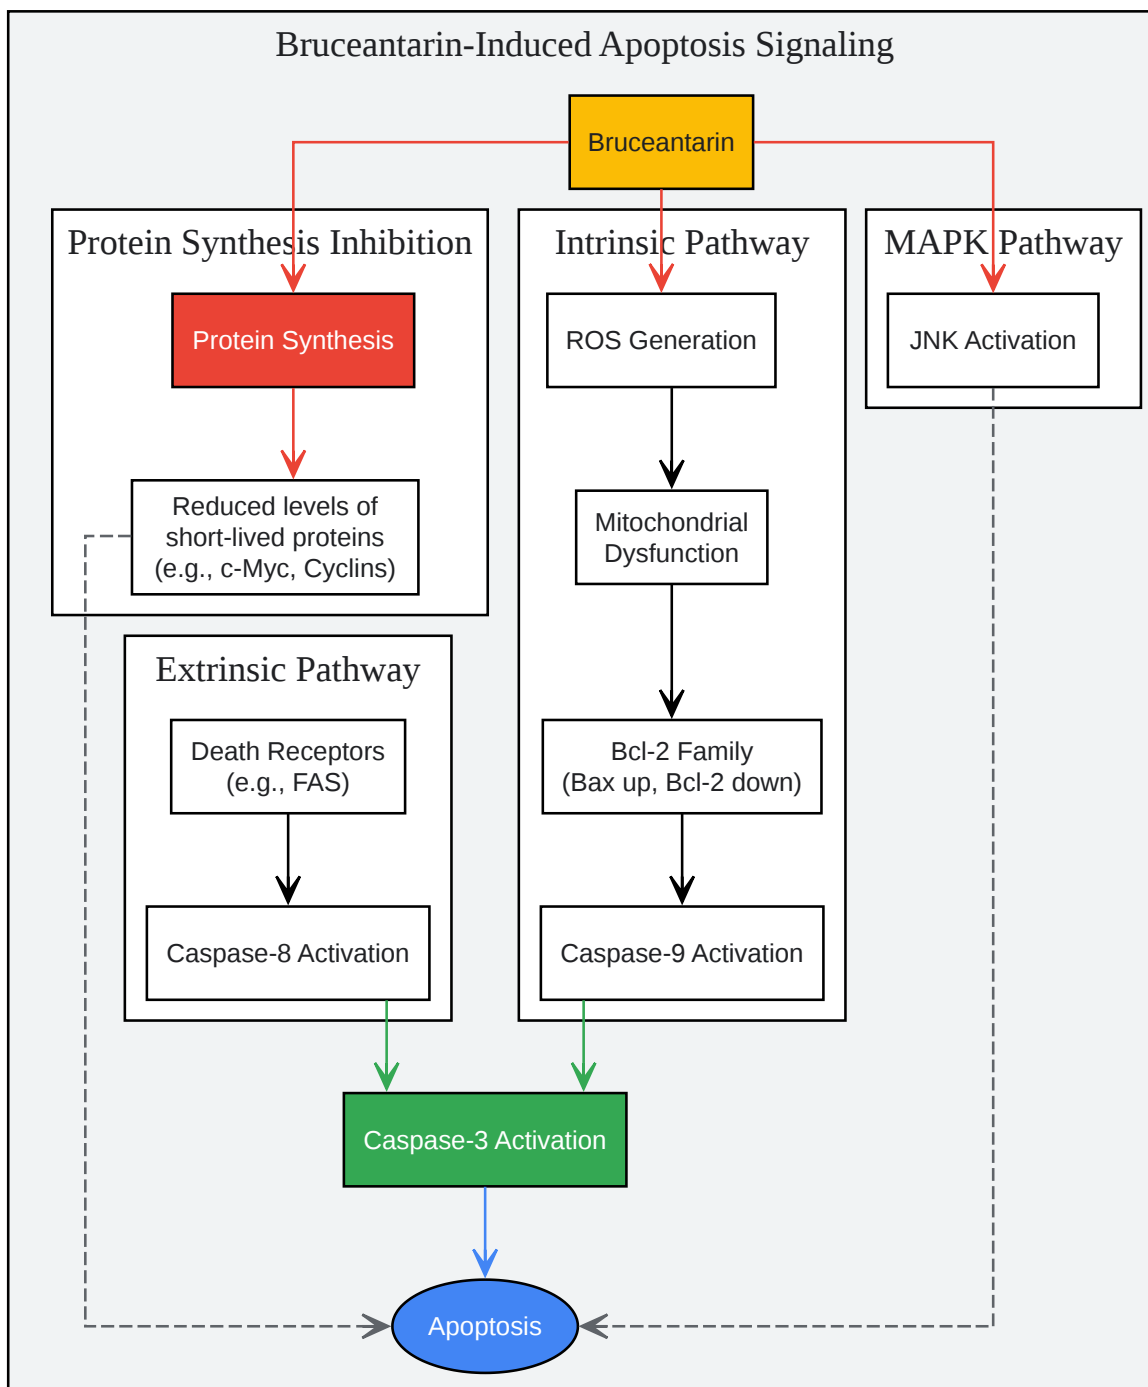 Bruceantarin-Induced Apoptosis Signaling
Bruceantarin
Protein Synthesis Inhibition
Protein Synthesis
Reduced levels of
short-lived proteins
(e.g., c-Myc, Cyclins)
Extrinsic Pathway
Death Receptors
(e.g., FAS)
Caspase-8 Activation
Intrinsic Pathway
ROS Generation
Mitochondrial
Dysfunction
Bcl-2 Family
(Bax up, Bcl-2 down)
Caspase-9 Activation
MAPK Pathway
JNK Activation
Caspase-3 Activation
Apoptosis